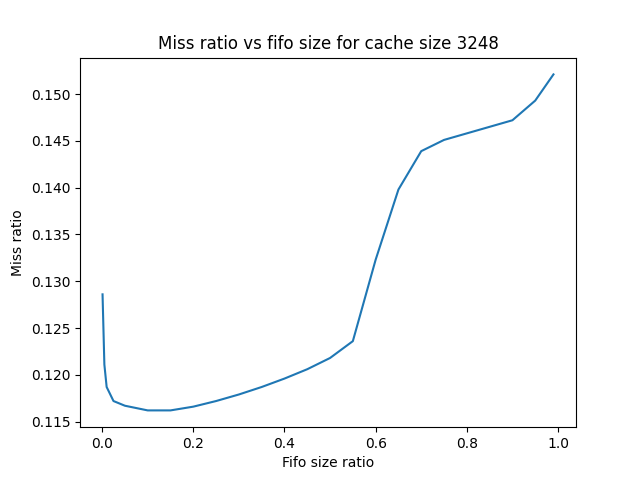 Miss ratio vs fifo size for cache size 3248
0.150
0.145
0.140
0.135
0.130
0.125
0.120
0.115
Miss ratio
0.0 0.2 0.4 0.6 0.8 1.0
Fifo size ratio